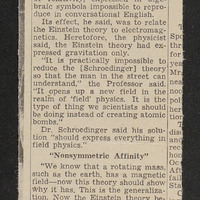 braic symbols impossible to repro-
duce in conversational English.
Its effect, he said, was to relate
the Einstein theory to electromag-
netics. Heretofore, the physicist
said, the Einstein theory had ex-
pressed gravitation only.
"It is practically impossible to
reduce the [Schroedinger] theory
so that the man in the street can
understand," the Professor said.
"It opens up a new field in the
realm of 'field' physics. It is the
type of thing we scientists should
be doing instead of creating atomic
bombs."
Dr. Schroedinger said his solu-
tion "should express everything in
field physics."
"Nonsymmetric Affinity"
"We know that a rotating mass,
such as the earth, has a magnetic
field—now this theory should show
why it has. This is the generaliza-
tion. Now the Einstein theory be-